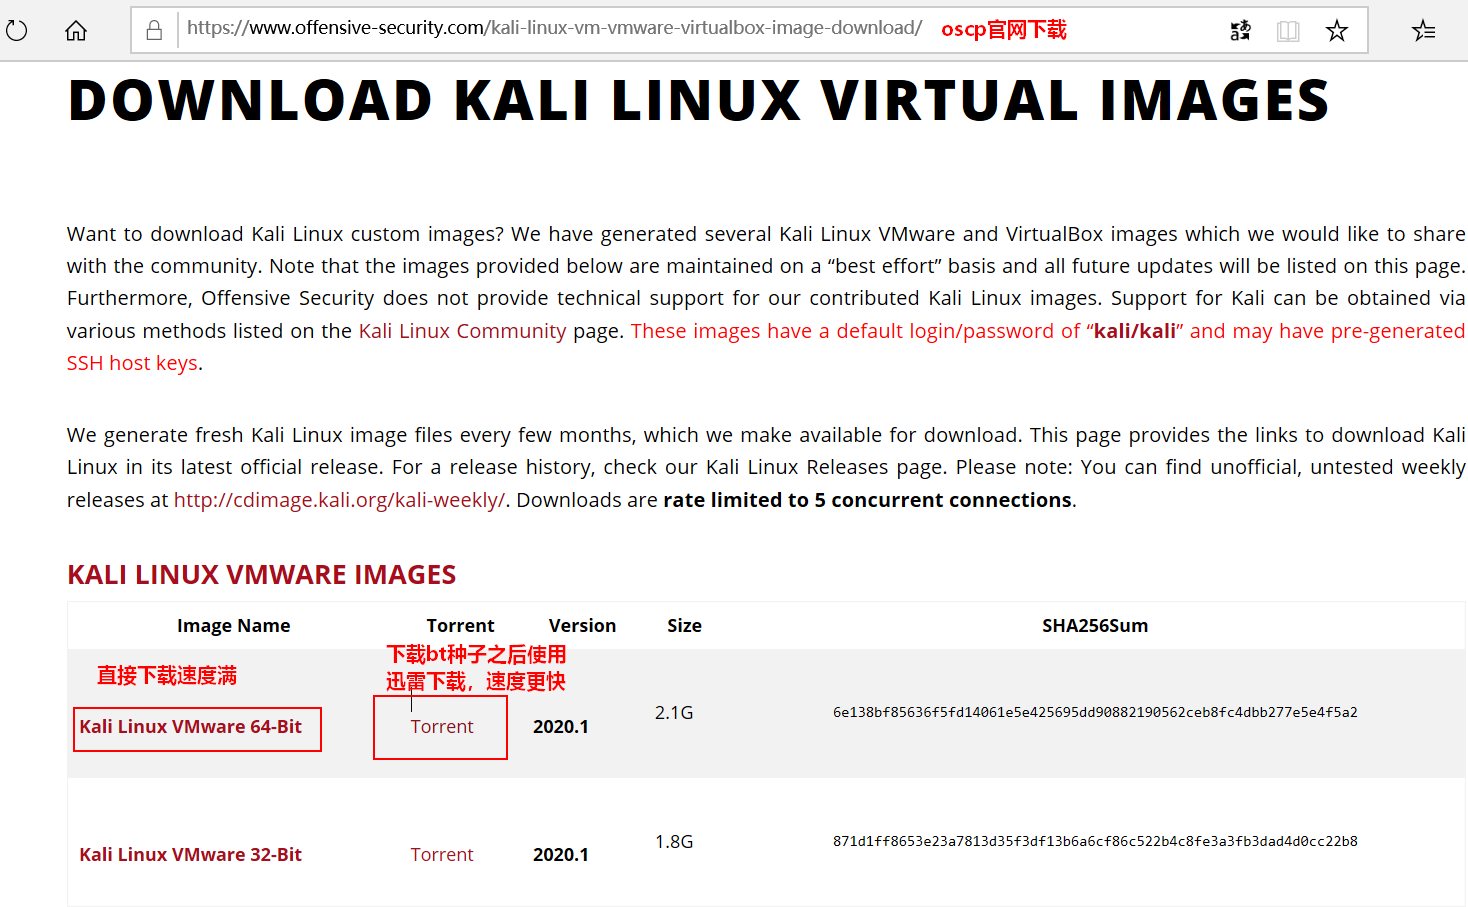 https://www.offensive-security.com/kali-linux-vm-vmware-virtualbox-image-download/ oscp官网下载
DOWNLOAD KALI LINUX VIRTUAL IMAGES
Want to download Kali Linux custom images? We have generated several Kali Linux VMware and VirtualBox images which we would like to share
with the community. Note that the images provided below are maintained on a “best effort” basis and all future updates will be listed on this page.
Furthermore, Offensive Security does not provide technical support for our contributed Kali Linux images. Support for Kali can be obtained via
various methods listed on the Kali Linux Community page. These images have a default login/password of “kali/kali” and may have pre-generated
SSH host keys.
We generate fresh Kali Linux image files every few months, which we make available for download. This page provides the links to download Kali
Linux in its latest official release. For a release history, check our Kali Linux Releases page. Please note: You can find unofficial, untested weekly
releases at http://cdimage.kali.org/kali-weekly/. Downloads are rate limited to 5 concurrent connections.
KALI LINUX VMWARE IMAGES
Image Name Torrent Version Size SHA256Sum
直接下载速度满
下载bt种子之后使用
迅雷下载，速度更快
Kali Linux VMware 64-Bit Torrent 2020.1 2.1G 6e138bf85636f5fd14061e5e425695dd90882190562ceb8fc4dbb277e5e4f5a2
Kali Linux VMware 32-Bit Torrent 2020.1 1.8G 871d1ff8653e23a7813d35f3df13b6a6cf86c522b4c8fe3a3fb3dad4d0cc22b8